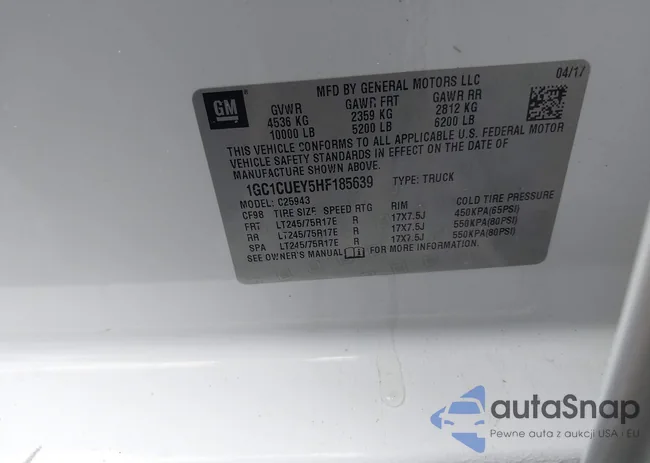 04/17
MFD BY GENERAL MOTORS LLC
GM
GVWR GAWR FRT GAWR RR
4536 KG 2359 KG 2812 KG
10000 LB 5200 LB 6200 LB
THIS VEHICLE CONFORMS TO ALL APPLICABLE U.S. FEDERAL MOTOR
VEHICLE SAFETY STANDARDS IN EFFECT ON THE DATE OF
MANUFACTURE SHOWN ABOVE.
1GC1CUEY5HF185639 TYPE: TRUCK
MODEL: C25943
CF98 TIRE SIZE SPEED RTG RIM COLD TIRE PRESSURE
FRT LT245/75R17E R 17X7.5J 450KPA(65PSI)
RR LT245/75R17E R 17X7.5J 550KPA(80PSI)
SPA LT245/75R17E R 17X7.5J 550KPA(80PSI)
SEE OWNER'S MANUAL FOR MORE INFORMATION
autaSnap
Pewne auta z aukcji USA i EU